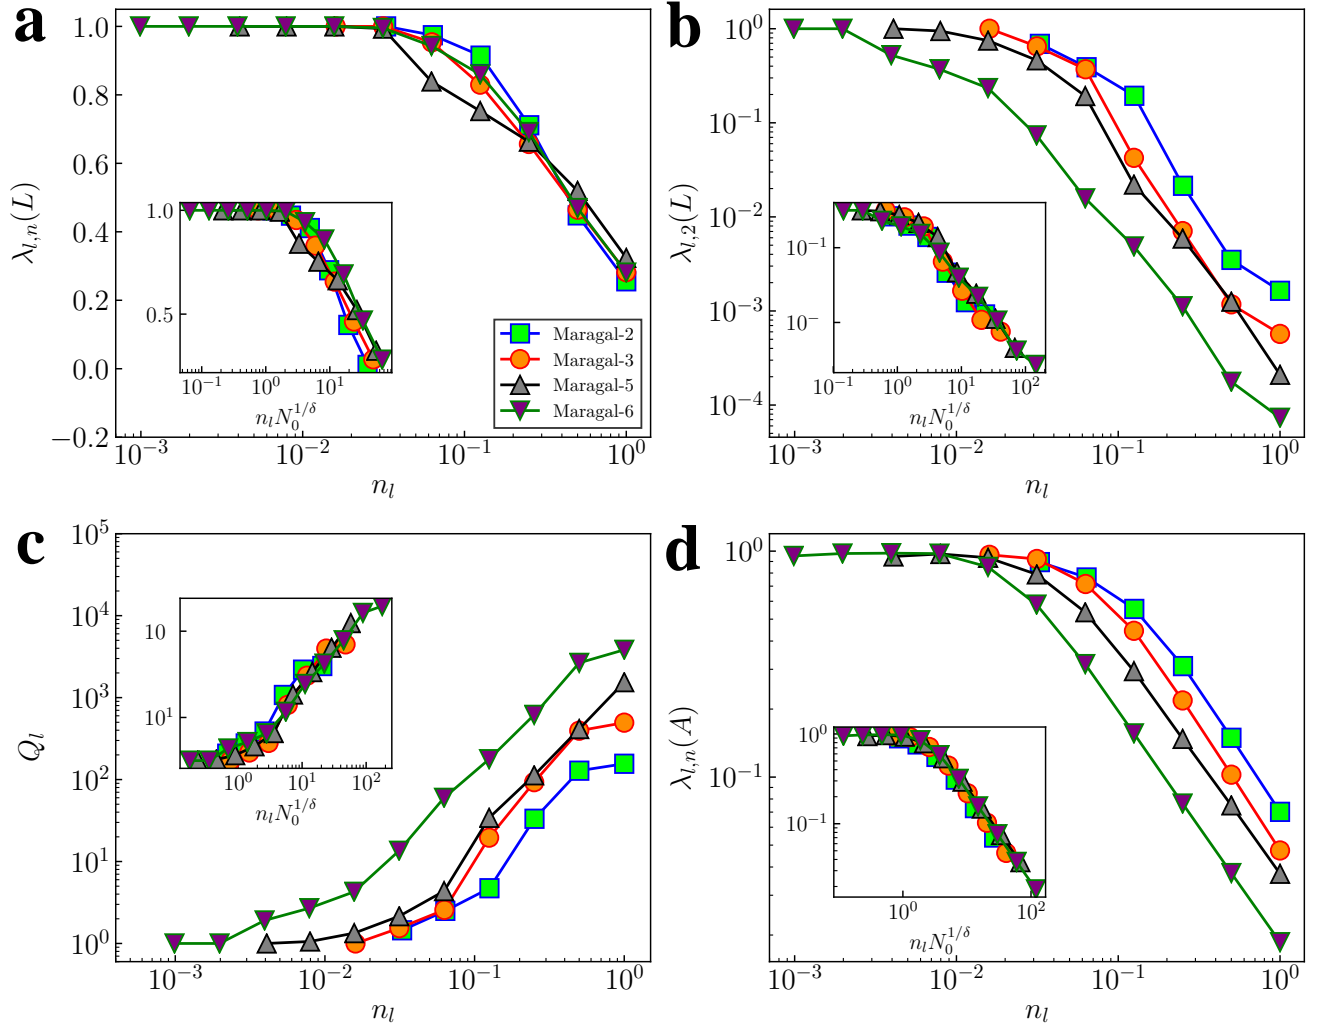 a
1.0
0.8
0.6
0.4
0.2
0.0
−0.2
λ_{l,n}(L)
10^{−3} 10^{−2} 10^{−1} 10^{0}
n_l
1.0
0.5
10^{−1} 10^{0} 10^{1}
n_l N_0^{1/δ}
Maragal-2
Maragal-3
Maragal-5
Maragal-6
b
10^{0}
10^{−1}
10^{−2}
10^{−3}
10^{−4}
λ_{l,2}(L)
10^{−3} 10^{−2} 10^{−1} 10^{0}
n_l
10^{−1}
10^{−}
10^{−1} 10^{0} 10^{1} 10^{2}
n_l N_0^{1/δ}
c
10^{5}
10^{4}
10^{3}
10^{2}
10^{1}
10^{0}
Q_l
10^{−3} 10^{−2} 10^{−1} 10^{0}
n_l
10
10^{1}
10^{0} 10^{1} 10^{2}
n_l N_0^{1/δ}
d
10^{0}
10^{−1}
λ_{l,n}(A)
10^{−3} 10^{−2} 10^{−1} 10^{0}
n_l
10^{0}
10^{−1}
10^{0} 10^{2}
n_l N_0^{1/δ}